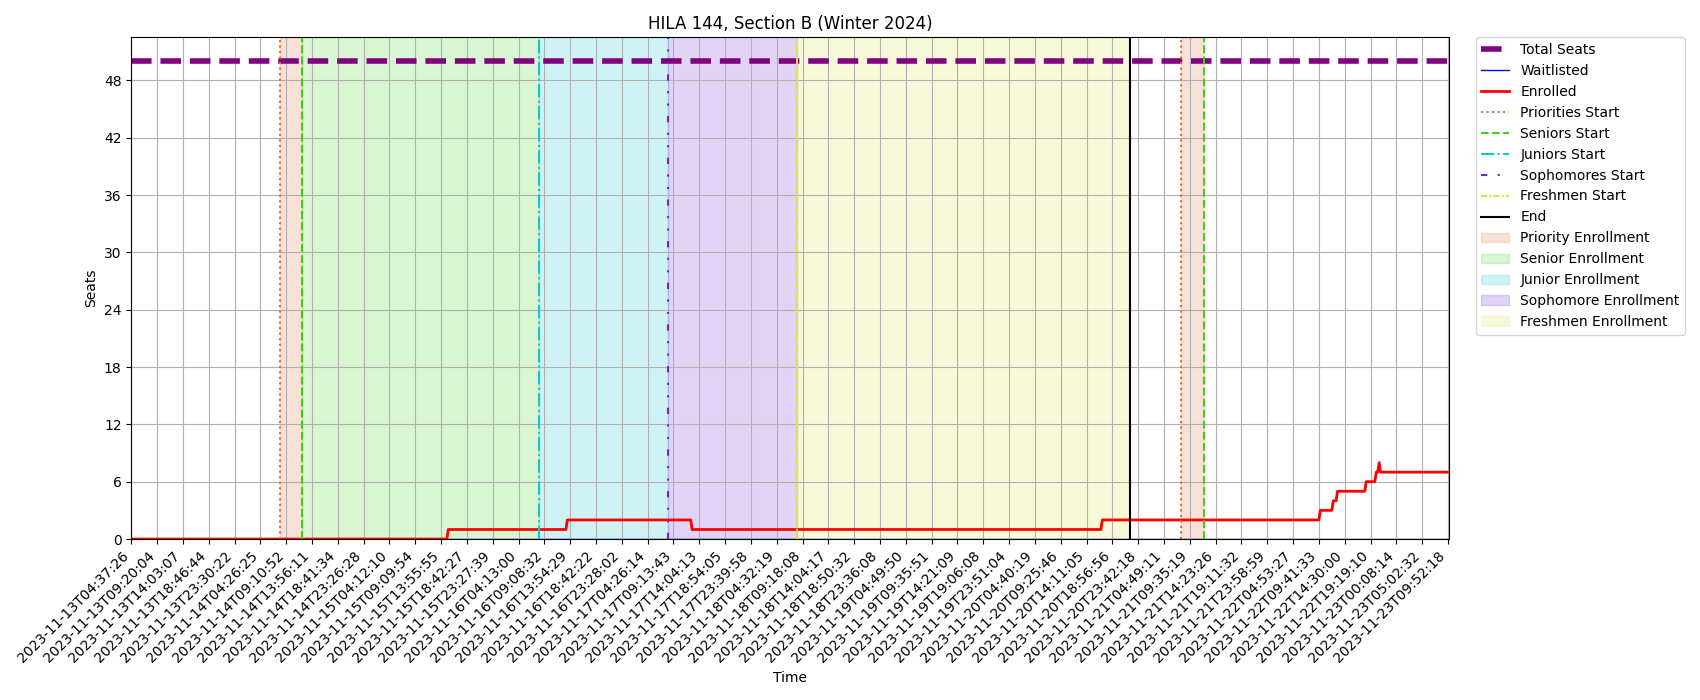 HILA 144, Section B (Winter 2024)
Seats
48
42
36
30
24
18
12
6
0
2023-11-13T04:37:26
2023-11-13T09:20:04
2023-11-13T14:03:07
2023-11-13T18:46:44
2023-11-13T23:30:22
2023-11-14T04:26:25
2023-11-14T09:10:52
2023-11-14T13:56:11
2023-11-14T18:41:34
2023-11-14T23:26:28
2023-11-15T04:12:10
2023-11-15T09:09:54
2023-11-15T13:55:55
2023-11-15T18:42:27
2023-11-15T23:27:39
2023-11-16T04:13:00
2023-11-16T09:08:32
2023-11-16T13:54:29
2023-11-16T18:42:22
2023-11-16T23:28:02
2023-11-17T04:26:14
2023-11-17T09:13:43
2023-11-17T14:04:13
2023-11-17T18:54:05
2023-11-17T23:39:58
2023-11-18T04:32:19
2023-11-18T09:18:08
2023-11-18T14:04:17
2023-11-18T18:50:32
2023-11-18T23:36:08
2023-11-19T04:49:50
2023-11-19T09:35:51
2023-11-19T14:21:09
2023-11-19T19:06:08
2023-11-19T23:51:04
2023-11-20T04:40:19
2023-11-20T09:25:46
2023-11-20T14:11:05
2023-11-20T18:56:56
2023-11-20T23:42:18
2023-11-21T04:49:11
2023-11-21T09:35:19
2023-11-21T14:23:26
2023-11-21T19:11:32
2023-11-21T23:58:59
2023-11-22T04:53:27
2023-11-22T09:41:33
2023-11-22T14:30:00
2023-11-22T19:19:10
2023-11-23T00:08:14
2023-11-23T05:02:32
2023-11-23T09:52:18
Time
Total Seats
Waitlisted
Enrolled
Priorities Start
Seniors Start
Juniors Start
Sophomores Start
Freshmen Start
End
Priority Enrollment
Senior Enrollment
Junior Enrollment
Sophomore Enrollment
Freshmen Enrollment